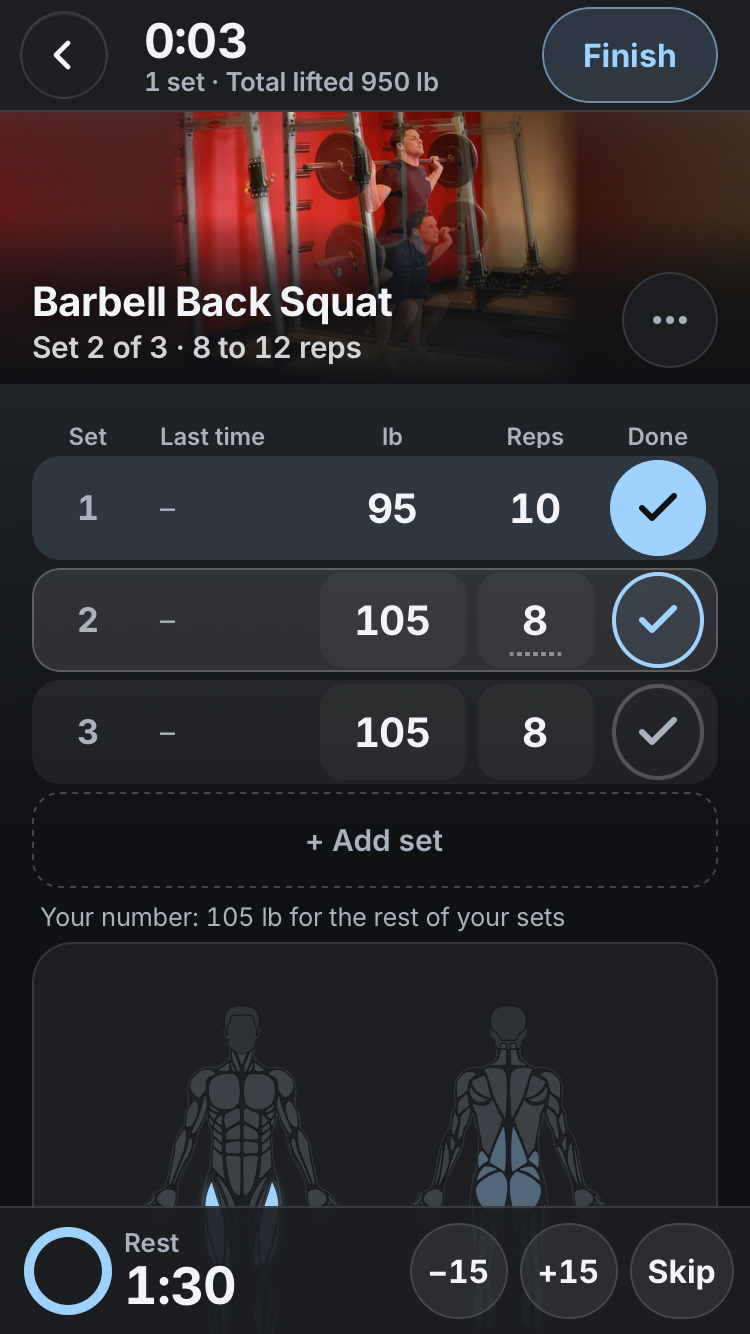 0:03
1 set · Total lifted 950 lb
Finish
Barbell Back Squat
Set 2 of 3 · 8 to 12 reps
Set Last time lb Reps Done
1 – 95 10
2 – 105 8
3 – 105 8
+ Add set
Your number: 105 lb for the rest of your sets
Rest
1:30
−15 +15 Skip